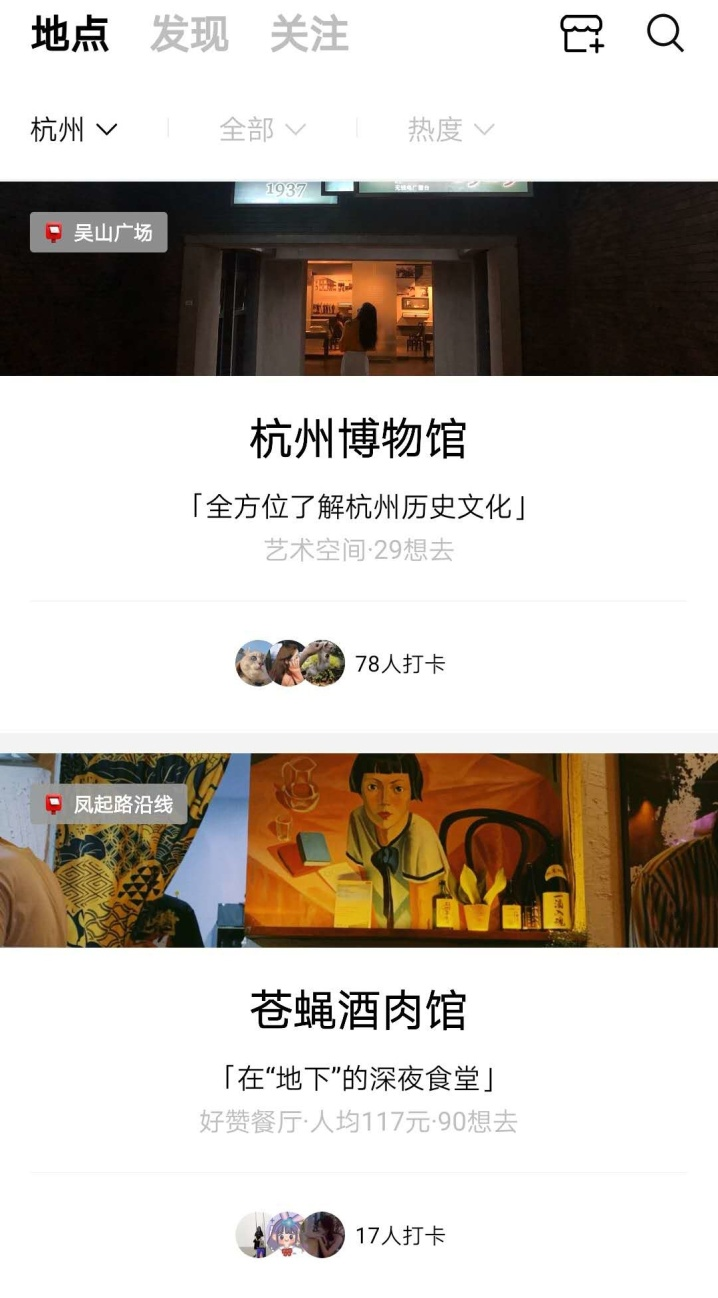 地点 发现 关注
杭州 全部 热度
1937
吴山广场
杭州博物馆
「全方位了解杭州历史文化」
艺术空间·29想去
78人打卡
凤起路沿线
苍蝇酒肉馆
「在“地下”的深夜食堂」
好赞餐厅·人均117元·90想去
17人打卡